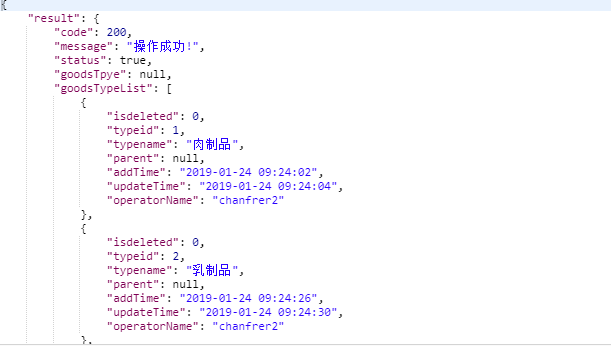 {
"result": {
"code": 200,
"message": "操作成功!",
"status": true,
"goodsTpye": null,
"goodsTypeList": [
{
"isdeleted": 0,
"typeid": 1,
"typename": "肉制品",
"parent": null,
"addTime": "2019-01-24 09:24:02",
"updateTime": "2019-01-24 09:24:04",
"operatorName": "chanfrer2"
},
{
"isdeleted": 0,
"typeid": 2,
"typename": "乳制品",
"parent": null,
"addTime": "2019-01-24 09:24:26",
"updateTime": "2019-01-24 09:24:30",
"operatorName": "chanfrer2"
},